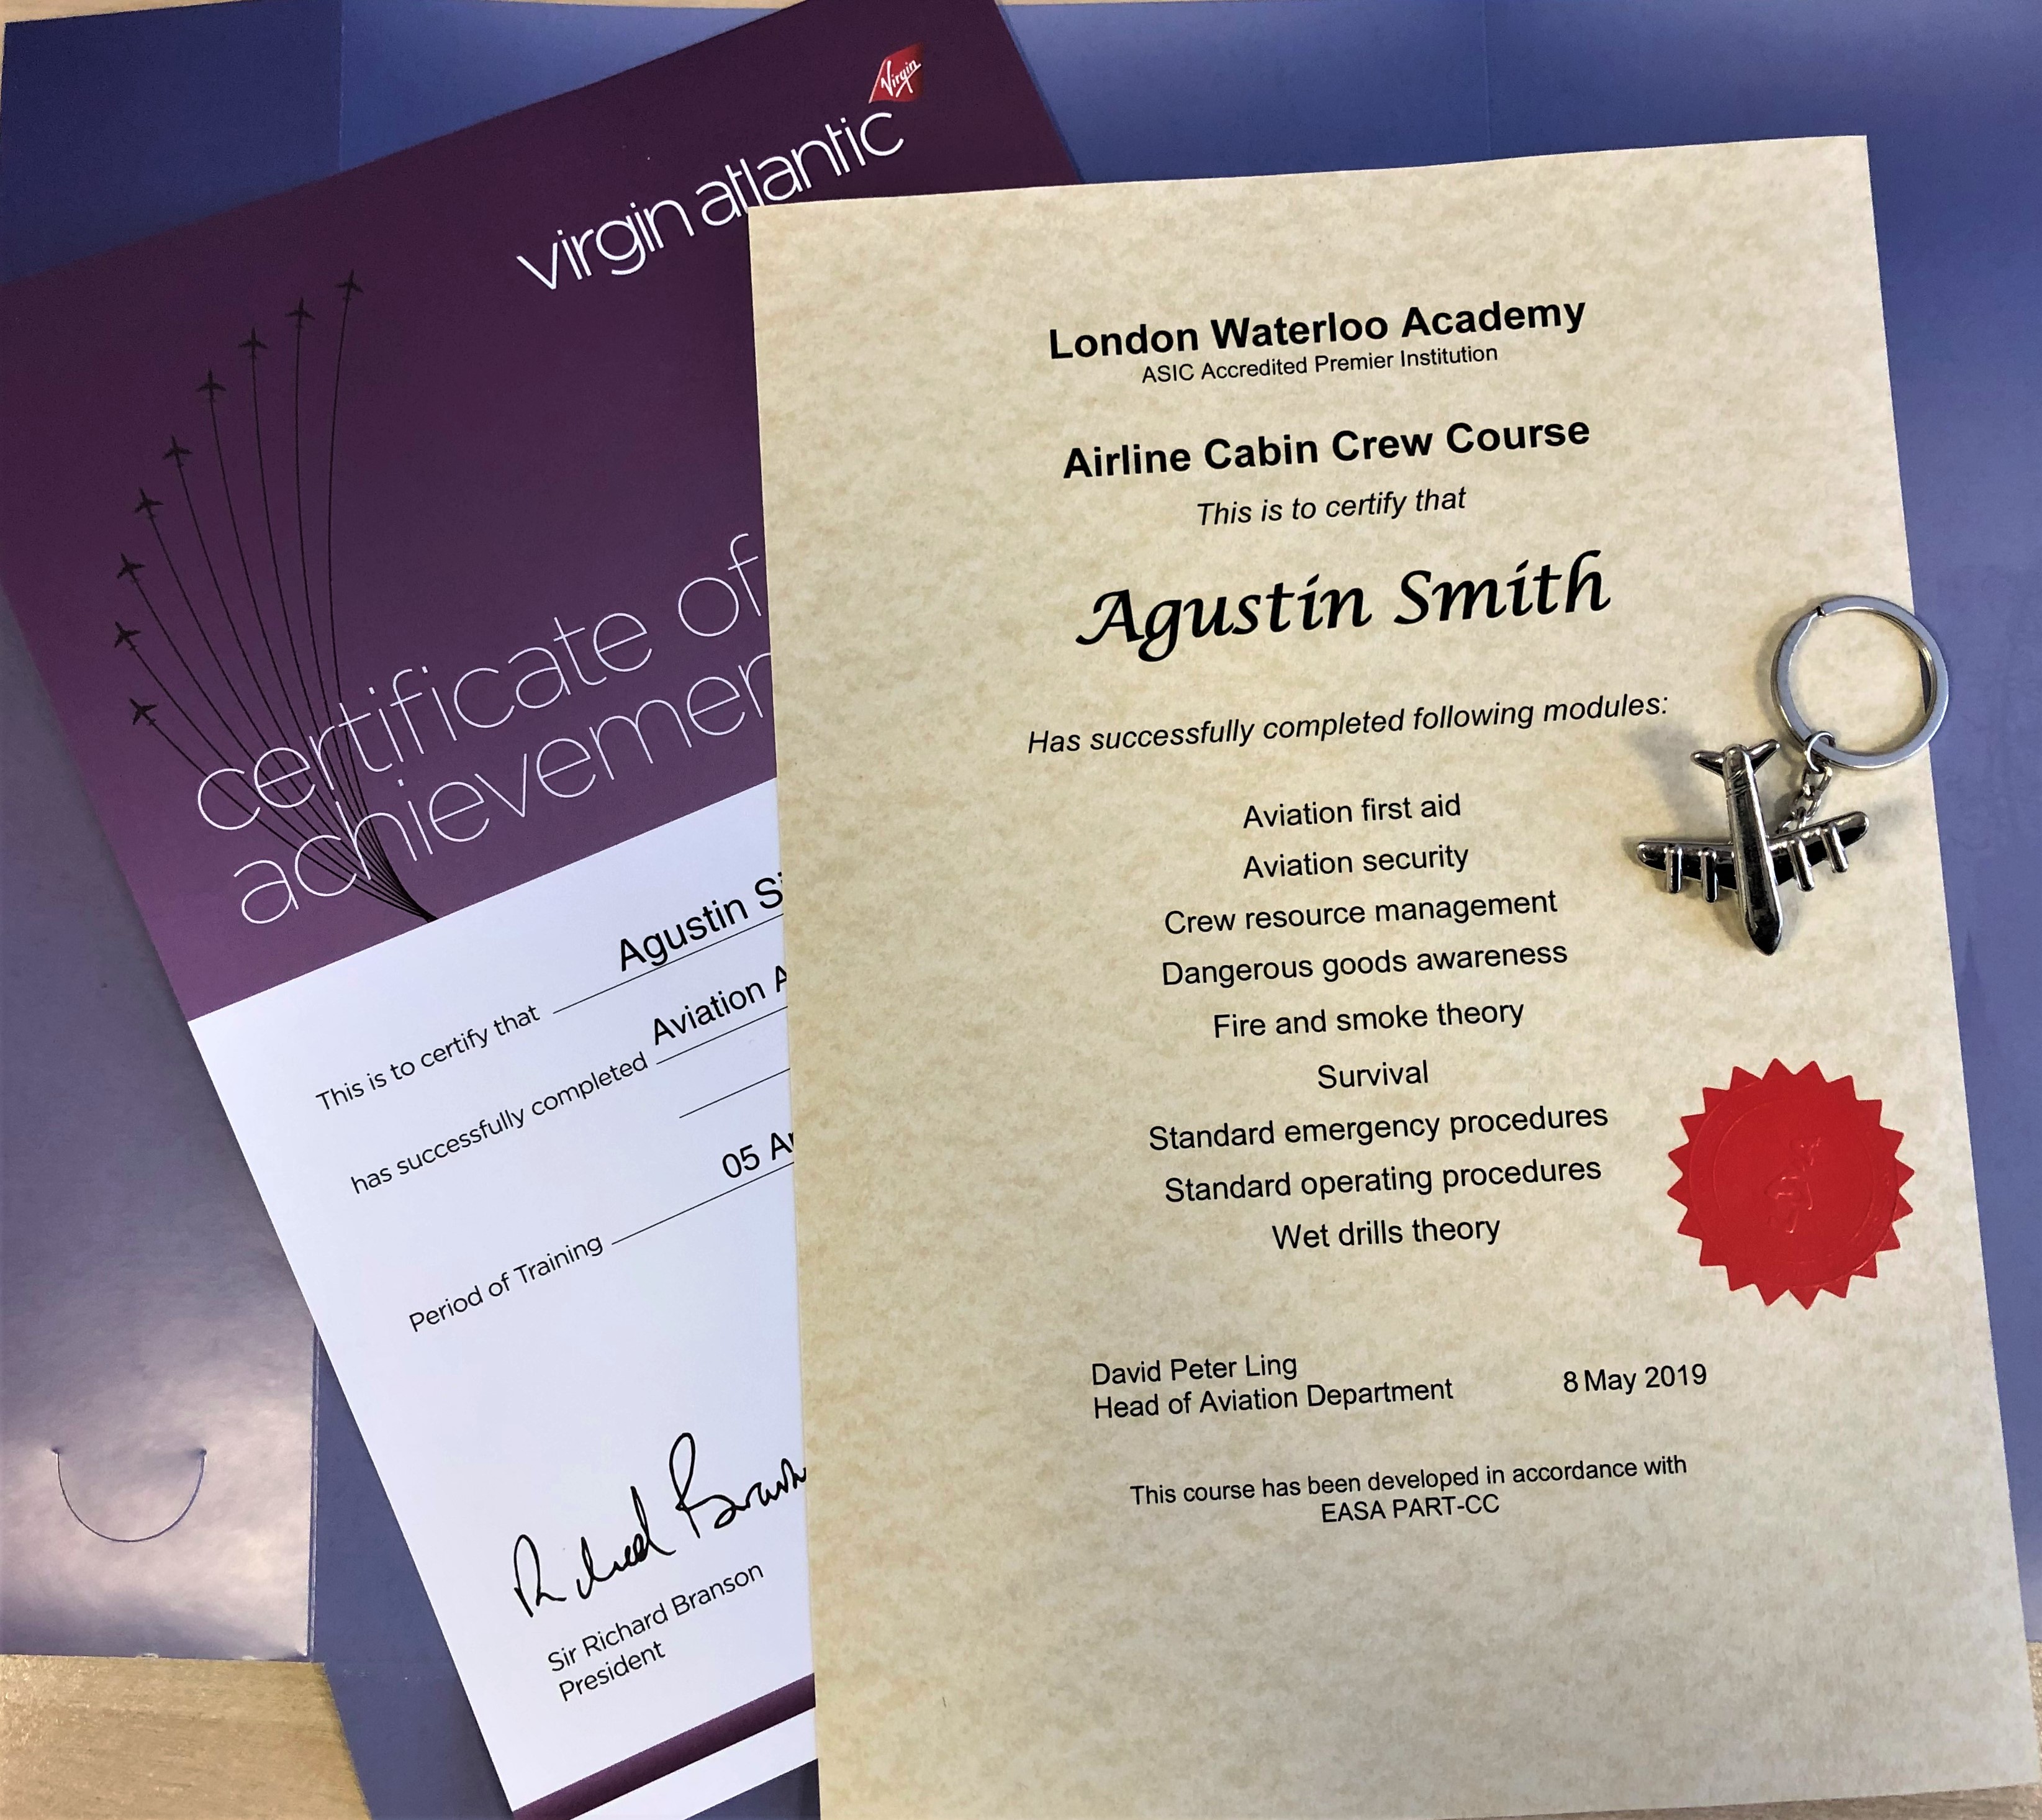 Virgin
virgin atlantic
certificate of
achievemen
This is to certify that Agustin S
has successfully completed Aviation A
Period of Training 05 A
Richard Branson
Sir Richard Branson
President
London Waterloo Academy
ASIC Accredited Premier Institution
Airline Cabin Crew Course
This is to certify that
Agustin Smith
Has successfully completed following modules:
Aviation first aid
Aviation security
Crew resource management
Dangerous goods awareness
Fire and smoke theory
Survival
Standard emergency procedures
Standard operating procedures
Wet drills theory
David Peter Ling
Head of Aviation Department
8 May 2019
This course has been developed in accordance with
EASA PART-CC